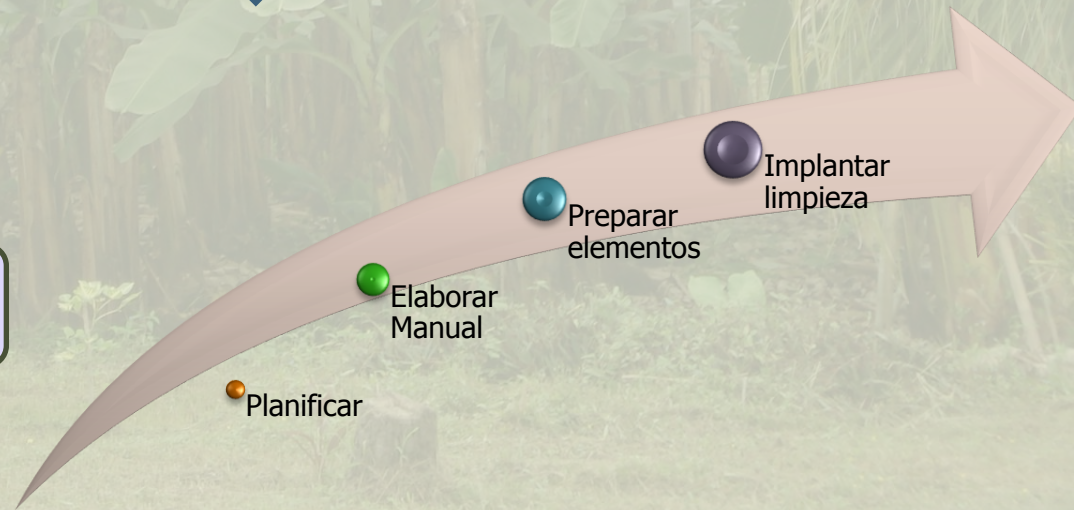 Planificar
Elaborar
Manual
Preparar
elementos
Implantar
limpieza